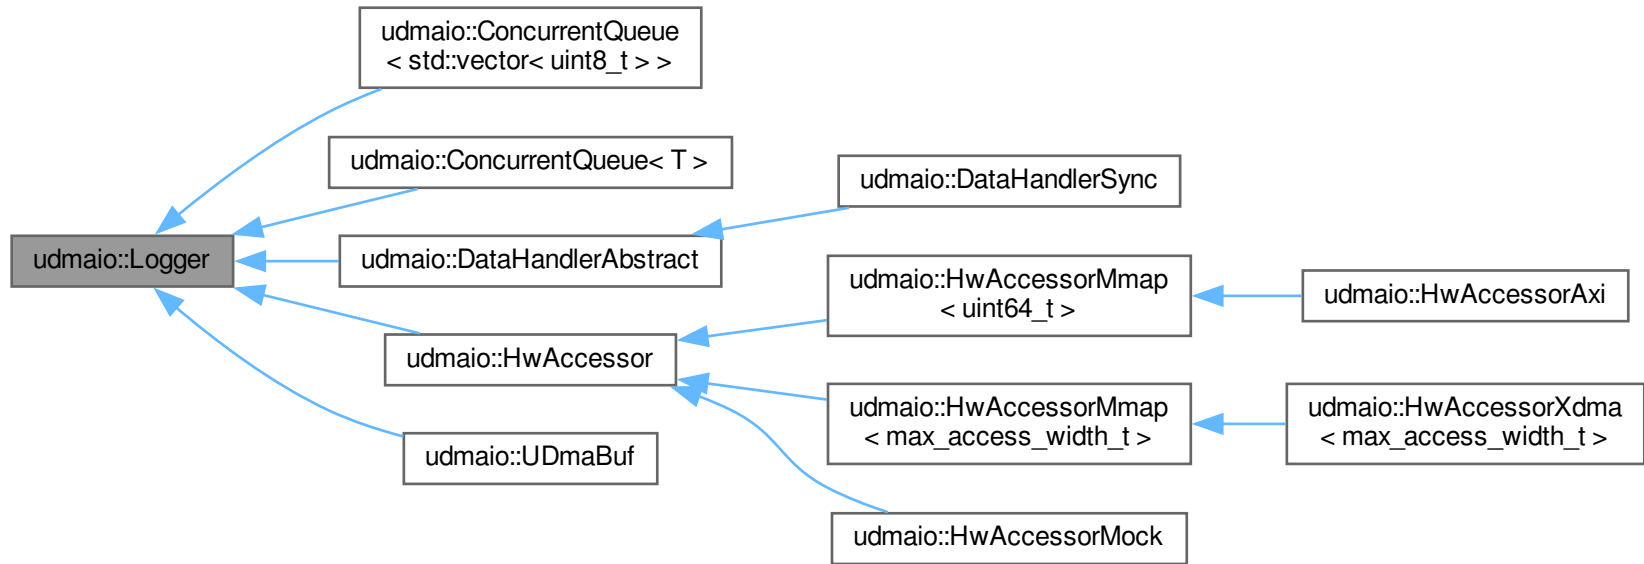 udmaio::Logger
udmaio::ConcurrentQueue
< std::vector< uint8_t > >
udmaio::ConcurrentQueue< T >
udmaio::DataHandlerAbstract
udmaio::DataHandlerSync
udmaio::HwAccessor
udmaio::HwAccessorMmap
< uint64_t >
udmaio::HwAccessorAxi
udmaio::HwAccessorMmap
< max_access_width_t >
udmaio::HwAccessorXdma
< max_access_width_t >
udmaio::HwAccessorMock
udmaio::UDmaBuf